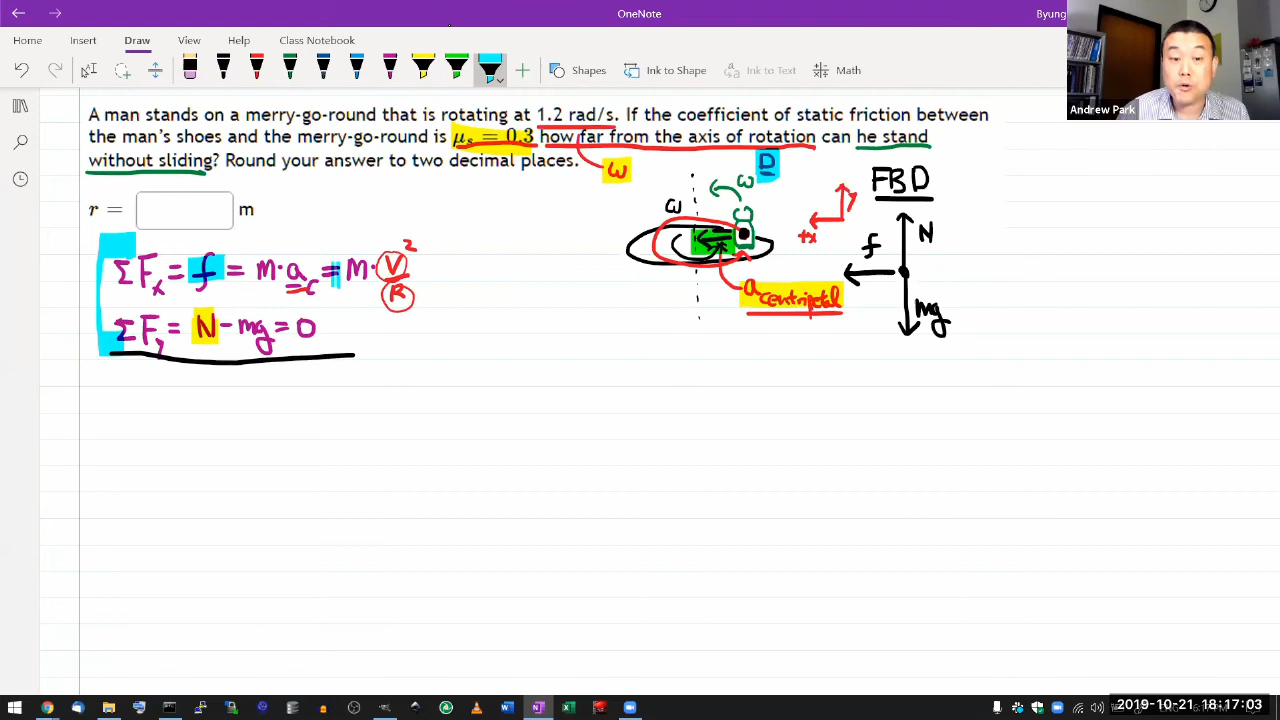 OneNote
Byung
Home Insert Draw View Help Class Notebook
Shapes Ink to Shape Ink to Text Math
Andrew Park
A man stands on a merry-go-round that is rotating at 1.2 rad/s. If the coefficient of static friction between
the man's shoes and the merry-go-round is μs = 0.3 how far from the axis of rotation can he stand
without sliding? Round your answer to two decimal places.
ω
D
FBD
r = m
ω
ω
y
+x
f
N
ΣFx = f = m·ac = m·V²/R
a centripetal
mg
ΣFy = N - mg = 0
2019-10-21 18:17:03